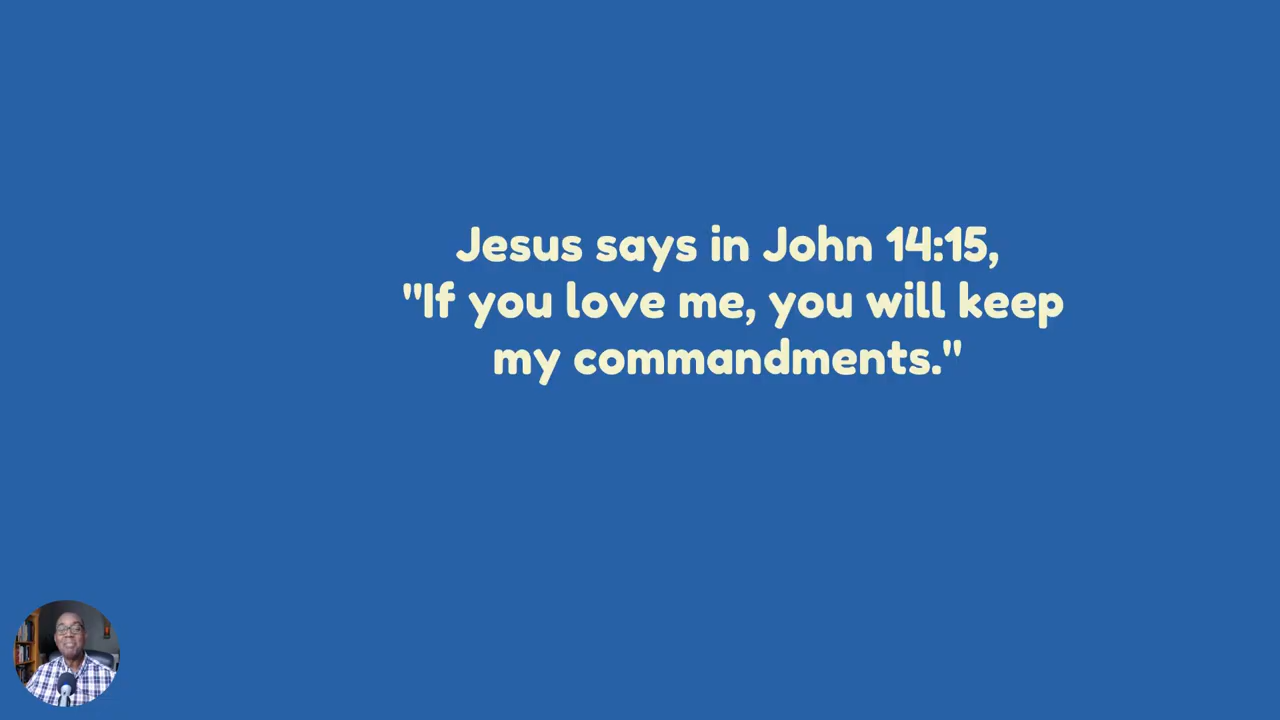 Jesus says in John 14:15,
"If you love me, you will keep
my commandments."